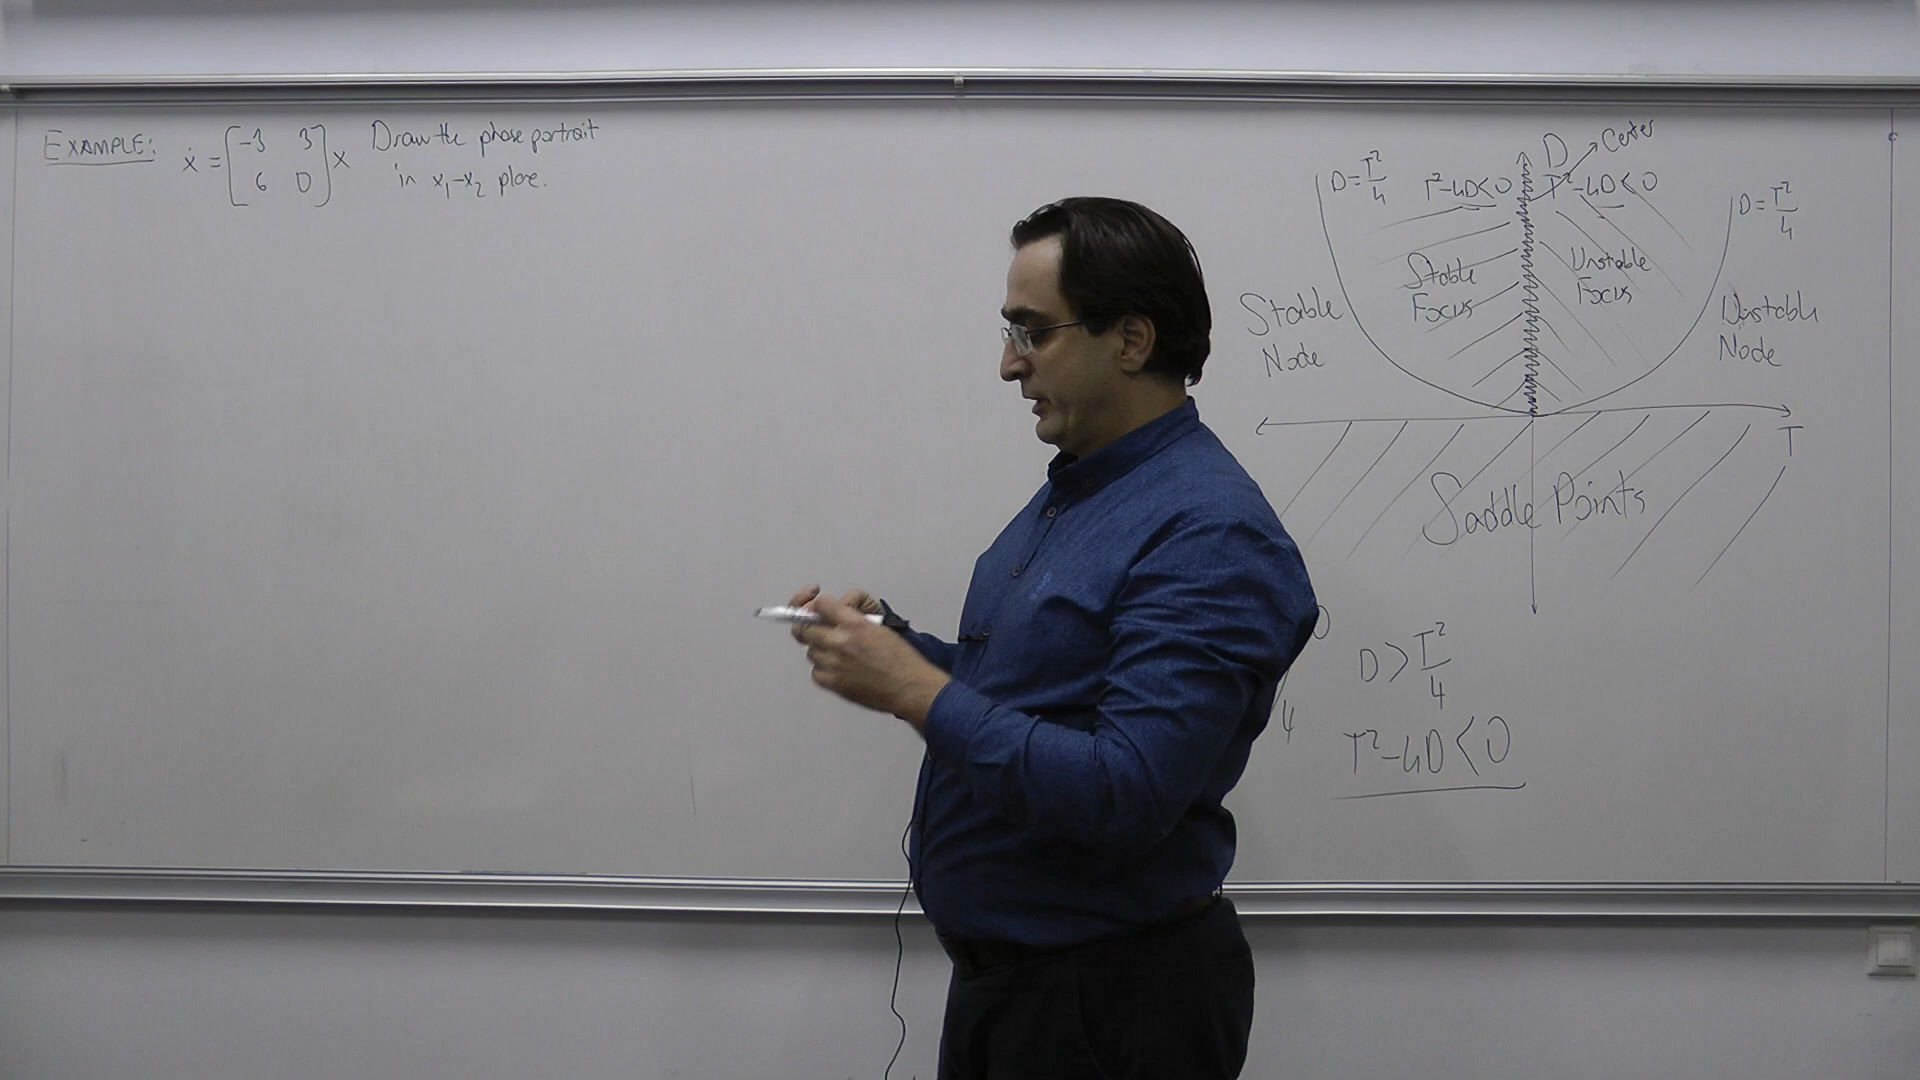 EXAMPLE: ẋ = [-3 3; 6 0] x Draw the phase portrait
in x₁-x₂ plane.
D Center
D = T²/4 T²-4D<0 T²-4D<0 D = T²/4
Stable Focus
Unstable Focus
Stable Node
Unstable Node
T
Saddle Points
D > T²/4
T²-4D<0